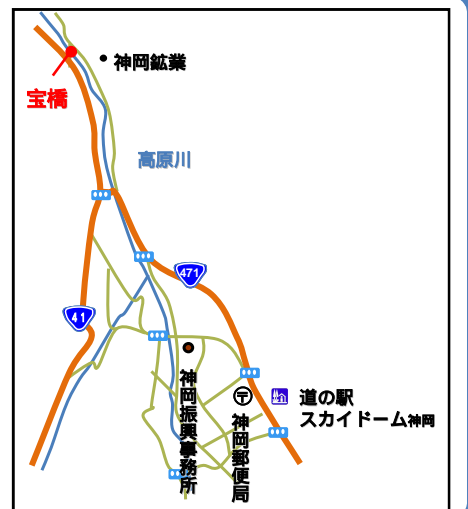 神岡鉱業
宝橋
高原川
471
41
神岡振興事務所
〒
神岡郵便局
道の駅
スカイドーム神岡